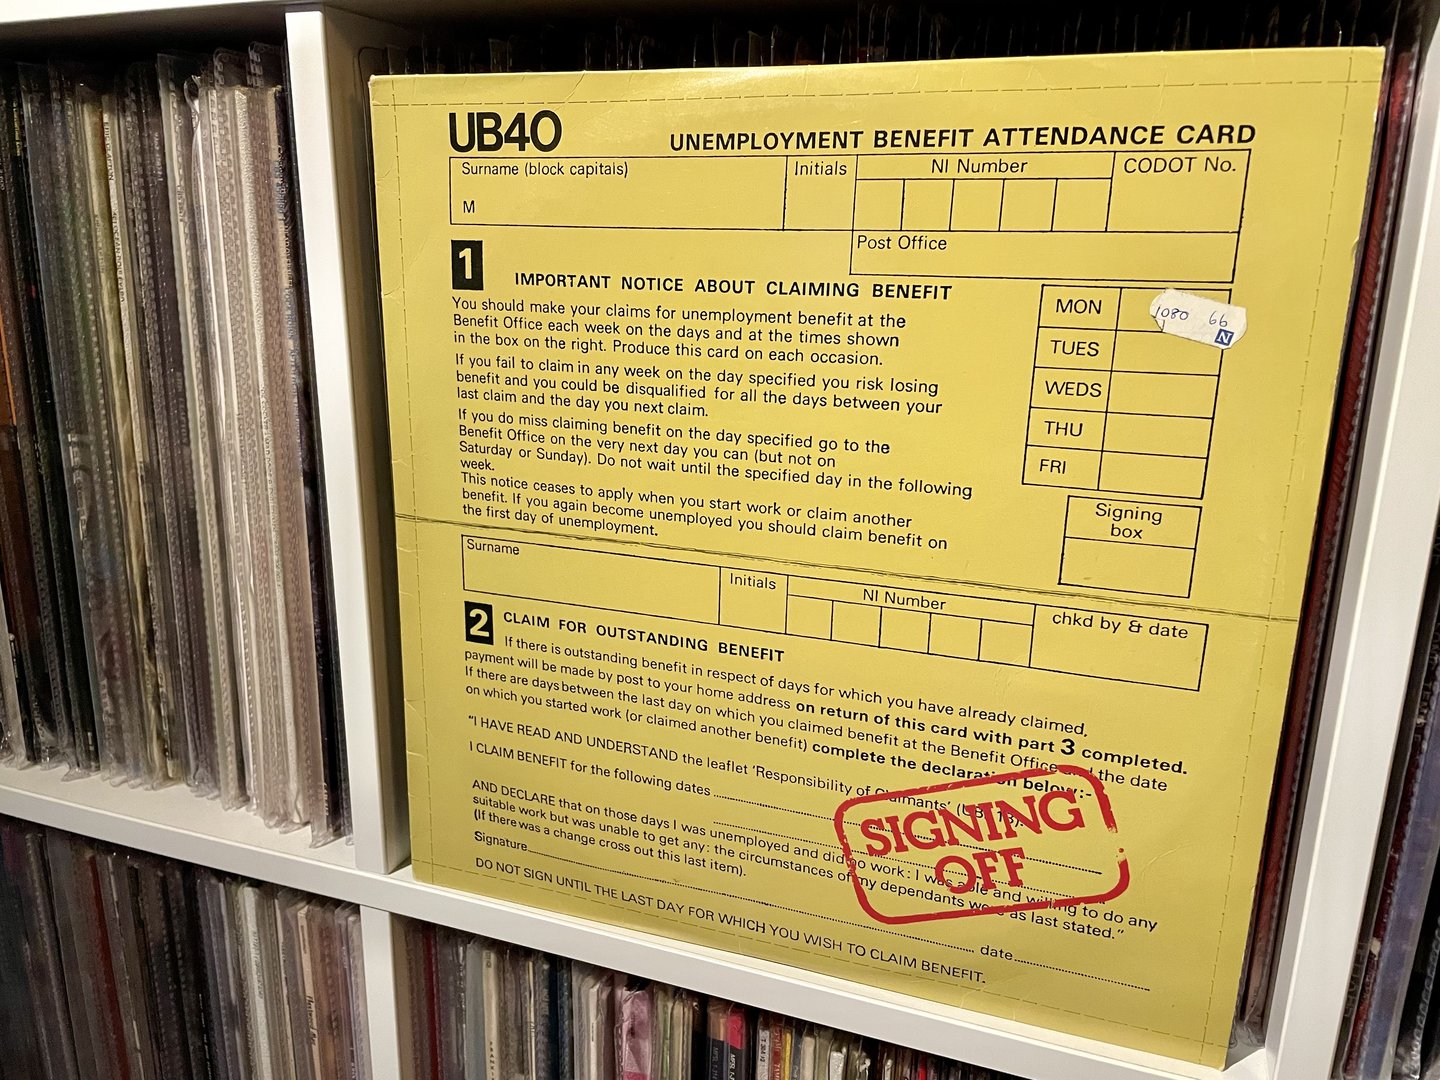 UB40
UNEMPLOYMENT BENEFIT ATTENDANCE CARD
Surname (block capitals)
Initials
NI Number
CODOT No.
M
Post Office
1
IMPORTANT NOTICE ABOUT CLAIMING BENEFIT
You should make your claims for unemployment benefit at the
Benefit Office each week on the days and at the times shown
in the box on the right. Produce this card on each occasion.
If you fail to claim in any week on the day specified you risk losing
benefit and you could be disqualified for all the days between your
last claim and the day you next claim.
If you do miss claiming benefit on the day specified go to the
Benefit Office on the very next day you can (but not on
Saturday or Sunday). Do not wait until the specified day in the following
week.
This notice ceases to apply when you start work or claim another
benefit. If you again become unemployed you should claim benefit on
the first day of unemployment.
MON
1080 66
N
TUES
WEDS
THU
FRI
Signing
box
Surname
Initials
NI Number
chkd by & date
2
CLAIM FOR OUTSTANDING BENEFIT
If there is outstanding benefit in respect of days for which you have already claimed,
payment will be made by post to your home address on return of this card with part 3 completed.
If there are days between the last day on which you claimed benefit at the Benefit Office and the date
on which you started work (or claimed another benefit) complete the declaration below:-
"I HAVE READ AND UNDERSTAND the leaflet 'Responsibility of Claimants'
I CLAIM BENEFIT for the following dates
AND DECLARE that on those days I was unemployed and did no work: I was able and willing to do any
suitable work but was unable to get any: the circumstances of my dependants were as last stated."
(If there was a change cross out this last item).
Signature
date
DO NOT SIGN UNTIL THE LAST DAY FOR WHICH YOU WISH TO CLAIM BENEFIT.
SIGNING
OFF